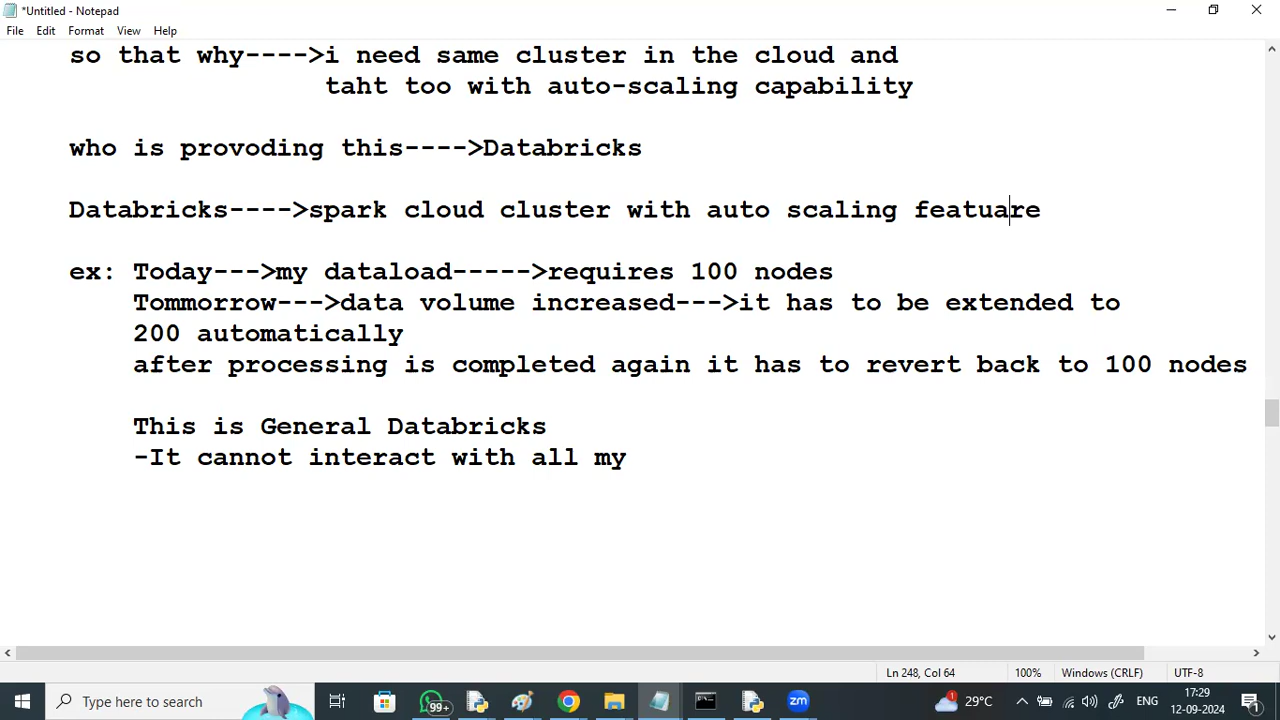 *Untitled - Notepad
File Edit Format View Help
so that why---->i need same cluster in the cloud and
taht too with auto-scaling capability
who is provoding this---->Databricks
Databricks---->spark cloud cluster with auto scaling featuare
ex: Today--->my dataload----->requires 100 nodes
Tommorrow--->data volume increased--->it has to be extended to
200 automatically
after processing is completed again it has to revert back to 100 nodes
This is General Databricks
-It cannot interact with all my
Ln 248, Col 64 100% Windows (CRLF) UTF-8
Type here to search 99+ zm 1 29°C ENG 17:29 1
12-09-2024